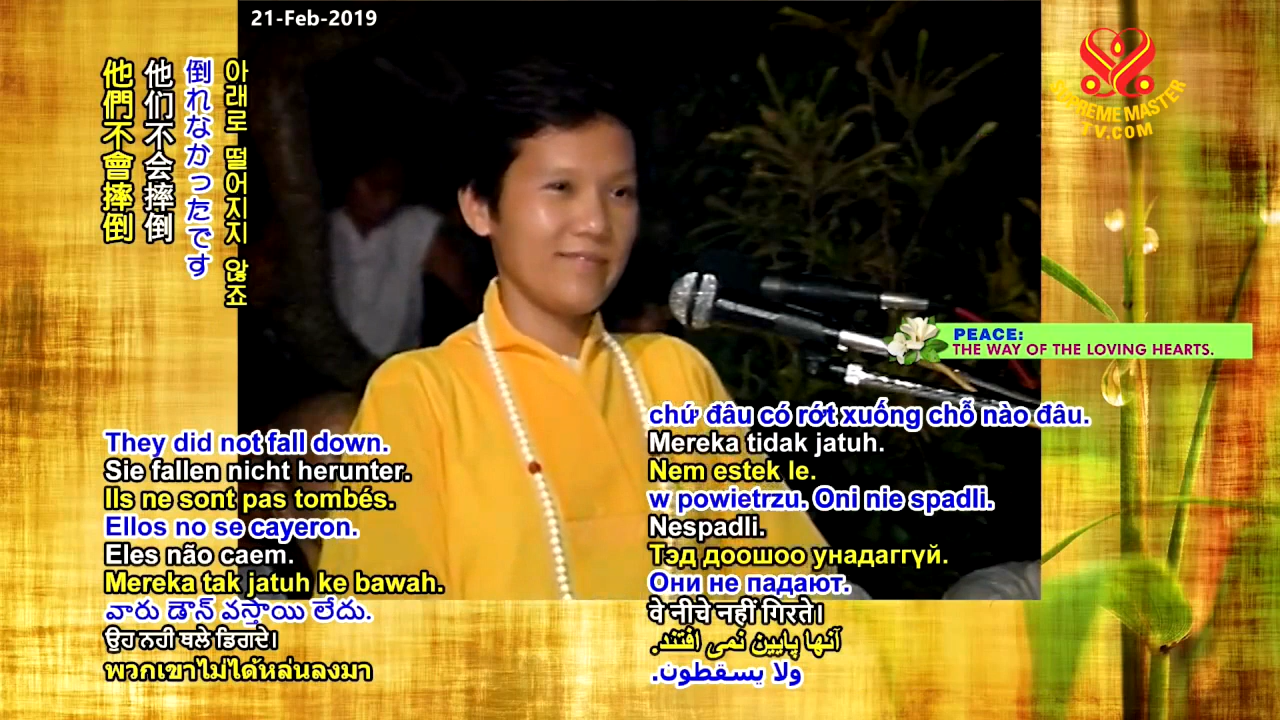 21-Feb-2019
SUPREME MASTER
TV.COM
아래로 떨어지지 않죠
倒れなかったです
他们不会摔倒
他們不會摔倒
PEACE:
THE WAY OF THE LOVING HEARTS.
They did not fall down.
Sie fallen nicht herunter.
Ils ne sont pas tombés.
Ellos no se cayeron.
Eles não caem.
Mereka tak jatuh ke bawah.
వారు డౌన్ వస్తాయి లేదు.
ਉਹ ਨਹੀ ਥਲੇ ਡਿਗਦੇ।
พวกเขาไม่ได้หล่นลงมา
chứ đâu có rớt xuống chỗ nào đâu.
Mereka tidak jatuh.
Nem estek le.
w powietrzu. Oni nie spadli.
Nespadli.
Тэд доошоо унадаггүй.
Они не падают.
वे नीचे नहीं गिरते।
آنها پایین نمی افتند.
ولا يسقطون.